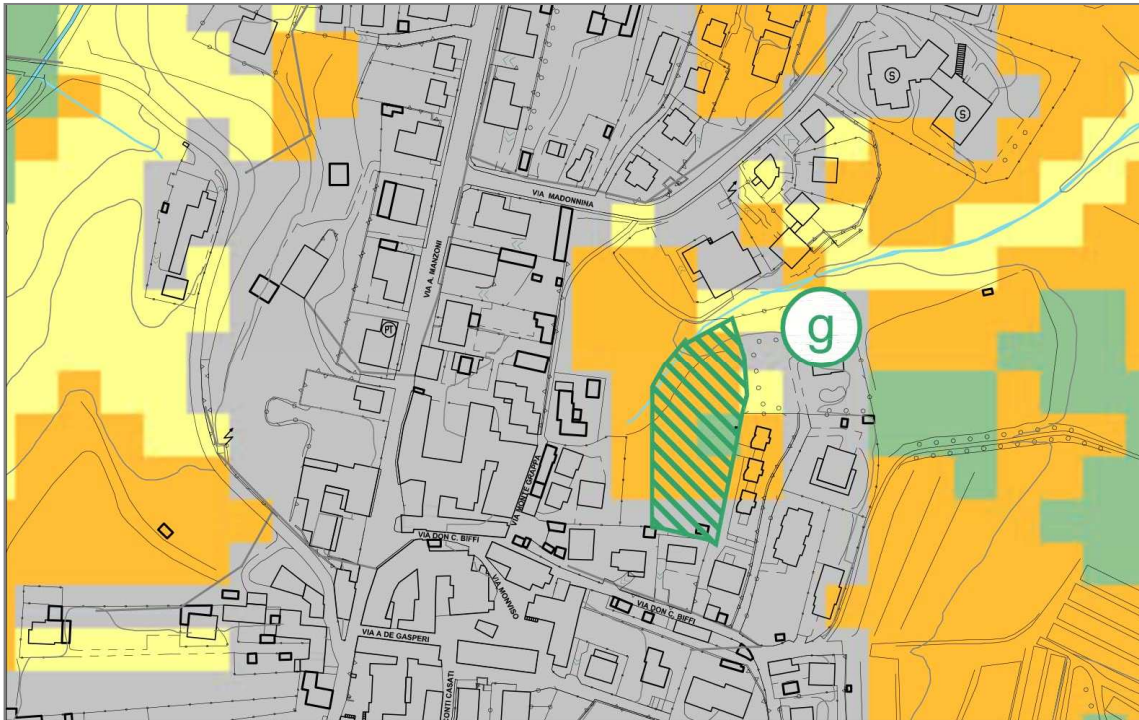 S
S
VIA MADONNINA
VIA A. MANZONI
g
PT
VIA MONTE GRAPPA
VIA DON C. BIFFI
VIA MONVISO
VIA DON C. BIFFI
VIA A DE GASPERI
CONTI CASATI